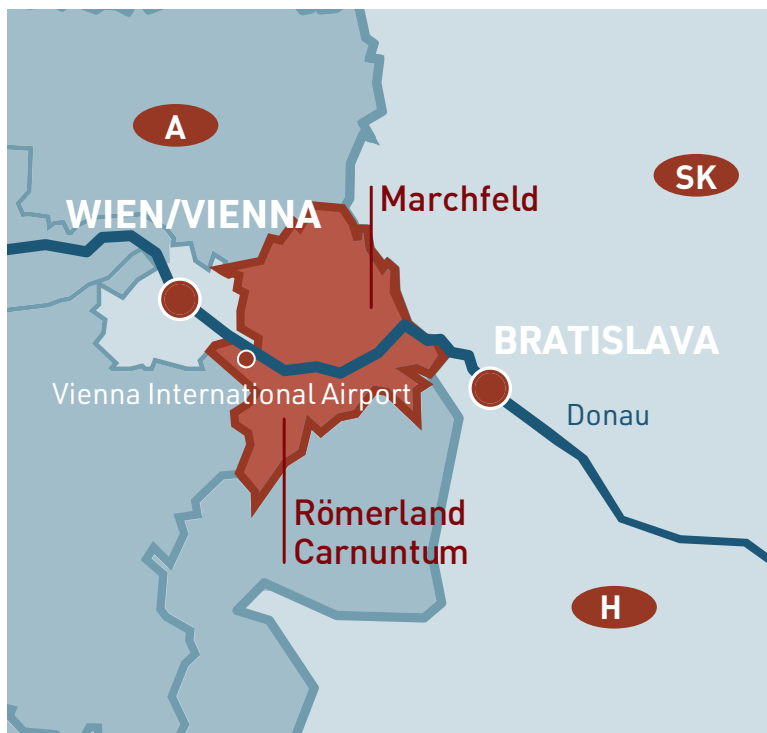 A
SK
Marchfeld
WIEN/VIENNA
BRATISLAVA
Vienna International Airport
Donau
Römerland
Carnuntum
H